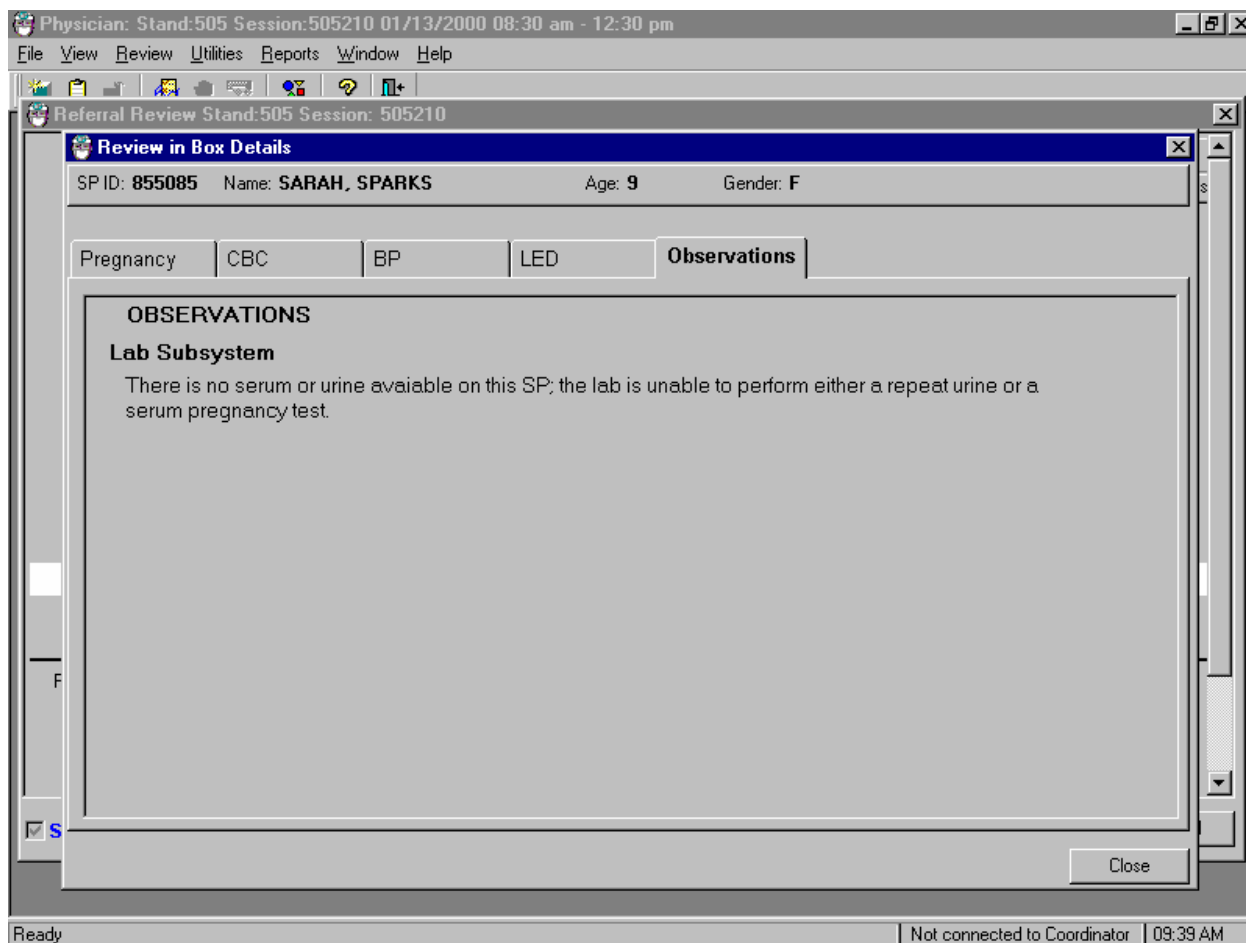 Physician: Stand:505 Session:505210 01/13/2000 08:30 am - 12:30 pm
File View Review Utilities Reports Window Help
Referral Review Stand:505 Session: 505210
Review in Box Details
SP ID: 855085 Name: SARAH, SPARKS Age: 9 Gender: F
Pregnancy CBC BP LED Observations
OBSERVATIONS
Lab Subsystem
There is no serum or urine avaiable on this SP; the lab is unable to perform either a repeat urine or a
serum pregnancy test.
Close
Ready Not connected to Coordinator 09:39 AM